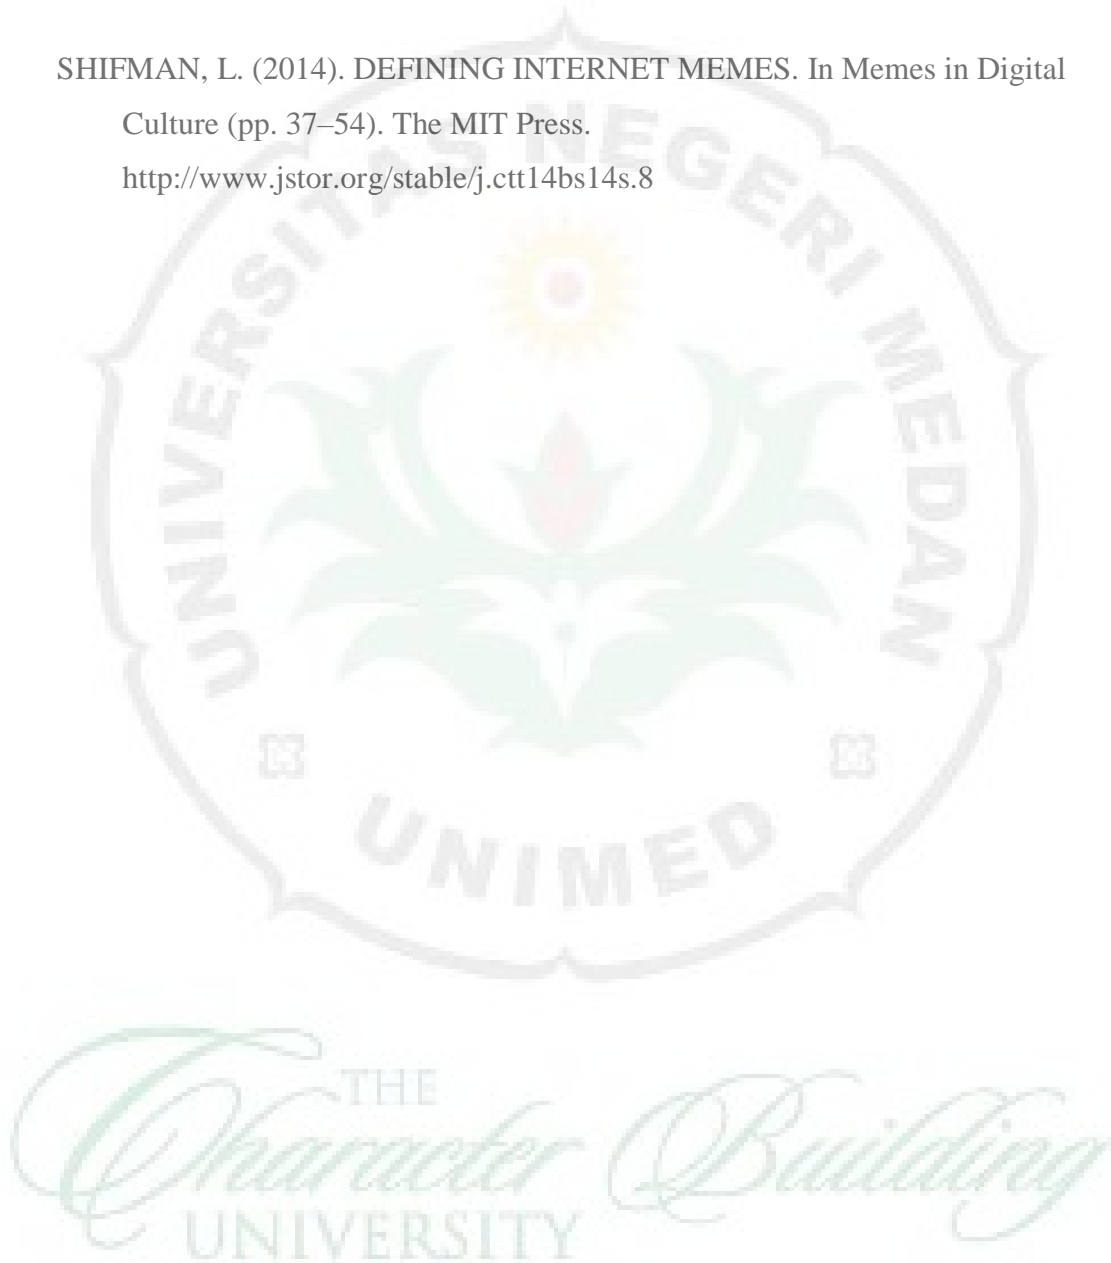 SHIFMAN, L. (2014). DEFINING INTERNET MEMES. In Memes in Digital
Culture (pp. 37–54). The MIT Press.
http://www.jstor.org/stable/j.ctt14bs14s.8
UNIVERSITAS NEGERI MEDAN
UNIMED
THE
Character Building
UNIVERSITY